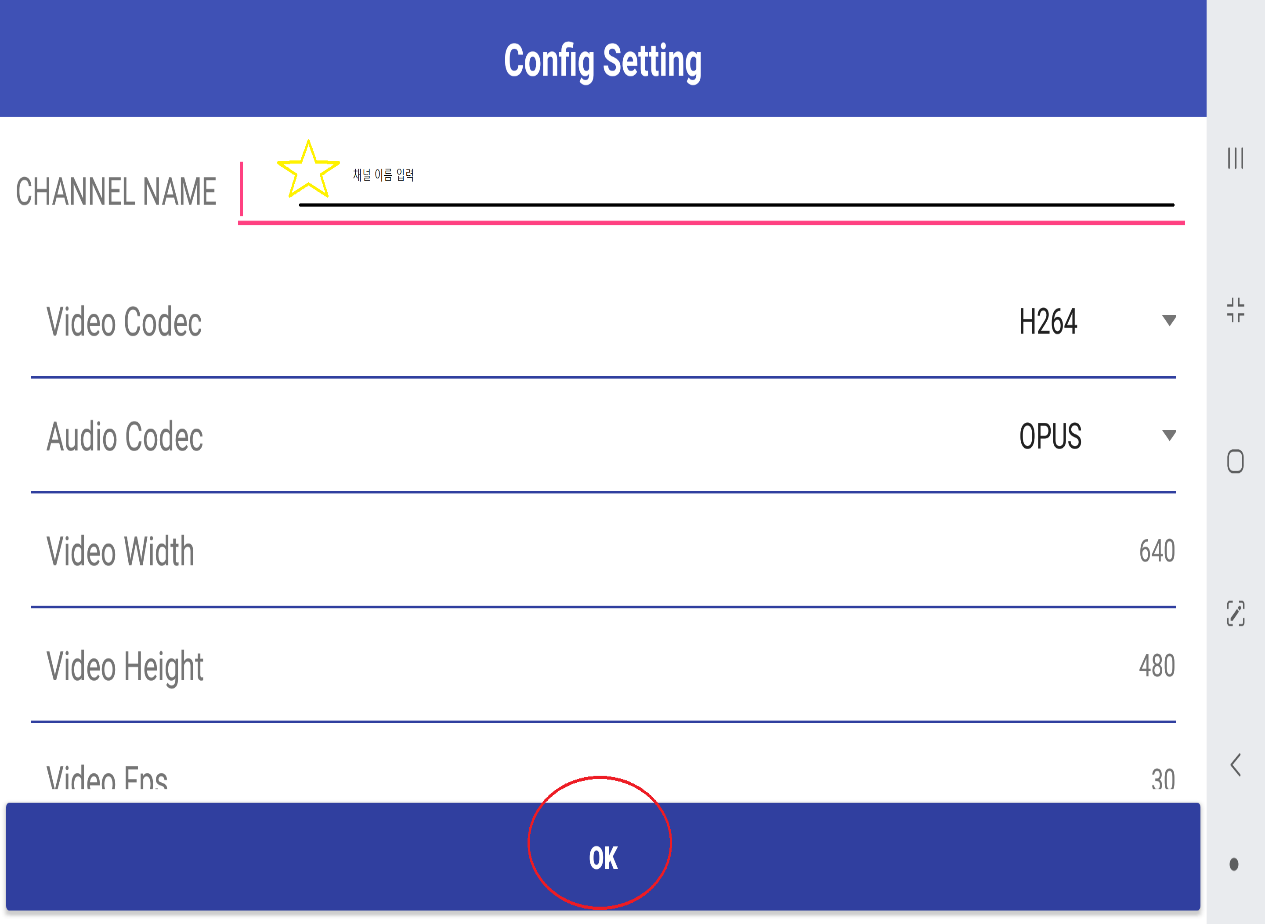 Config Setting
CHANNEL NAME
채널 이름 입력
Video Codec H264
Audio Codec OPUS
Video Width 640
Video Height 480
Video Fps 30
OK